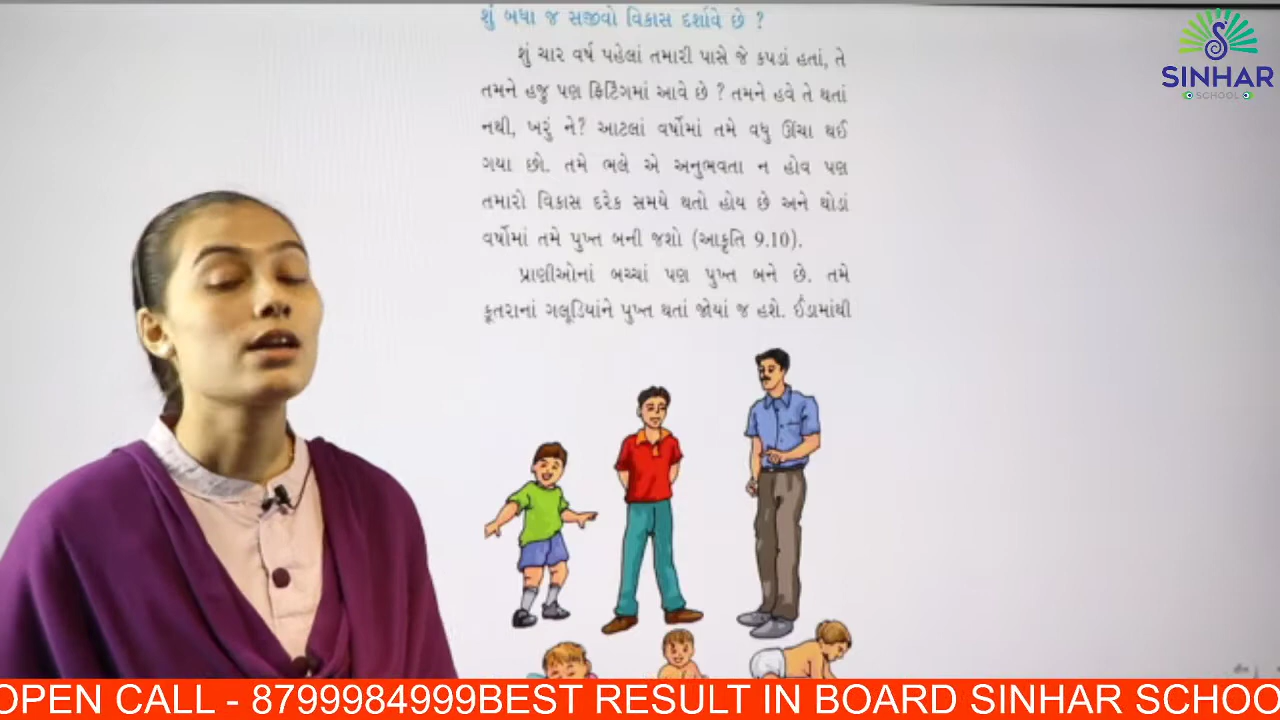 શું બધા જ સજીવો વિકાસ દર્શાવે છે ?
શું ચાર વર્ષ પહેલાં તમારી પાસે જે કપડાં હતાં, તે
તમને હજુ પણ ફિટિંગમાં આવે છે ? તમને હવે તે થતાં
નથી, ખરું ને? આટલાં વર્ષોમાં તમે વધુ ઊંચા થઈ
ગયા છો. તમે ભલે એ અનુભવતા ન હોવ પણ
તમારો વિકાસ દરેક સમયે થતો હોય છે અને થોડાં
વર્ષોમાં તમે પુખ્ત બની જશો (આકૃતિ 9.10).
પ્રાણીઓનાં બચ્ચાં પણ પુખ્ત બને છે. તમે
કૂતરાનાં ગલૂડિયાંને પુખ્ત થતાં જોયાં જ હશે. ઈંડામાંથી
SINHAR
SCHOOL
OPEN CALL - 8799984999BEST RESULT IN BOARD SINHAR SCHOO